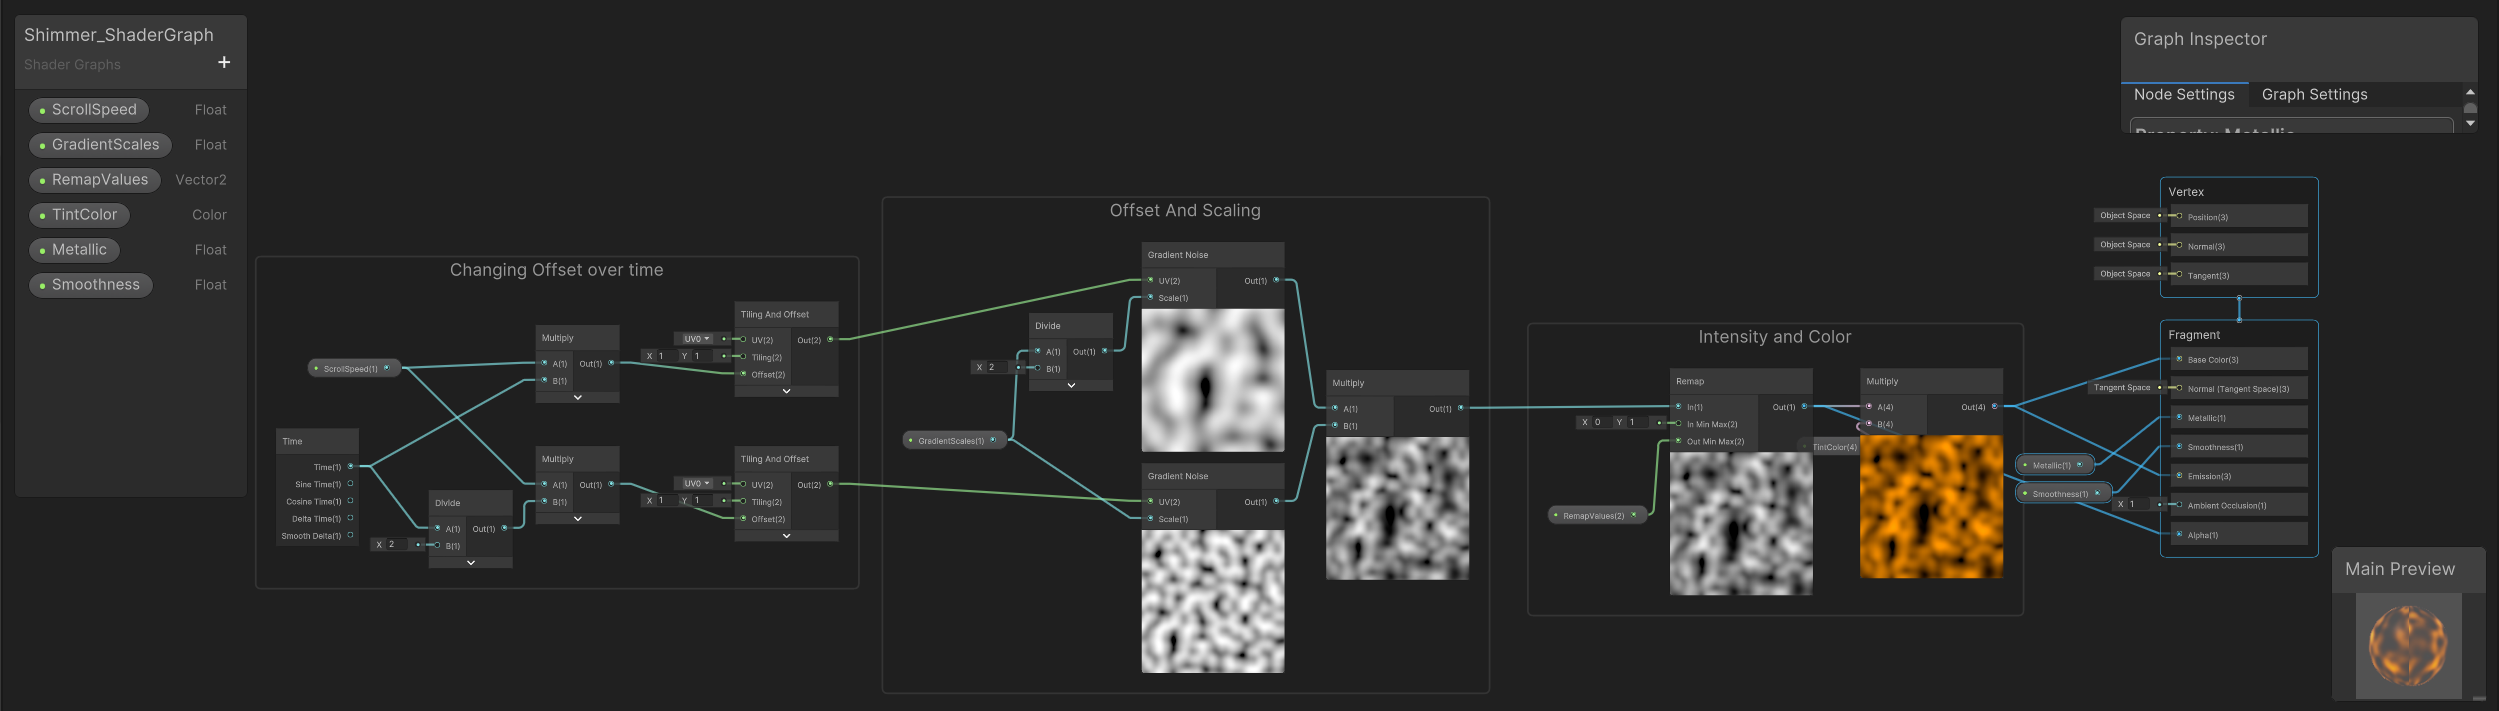 Shimmer_ShaderGraph
Shader Graphs
+
ScrollSpeed Float
GradientScales Float
RemapValues Vector2
TintColor Color
Metallic Float
Smoothness Float
Changing Offset over time
ScrollSpeed(1)
Time
Time(1)
Sine Time(1)
Cosine Time(1)
Delta Time(1)
Smooth Delta(1)
X 2
Divide
A(1) Out(1)
B(1)
Multiply
A(1) Out(1)
B(1)
Multiply
A(1) Out(1)
B(1)
UV0
X 1 Y 1
Tiling And Offset
UV(2) Out(2)
Tiling(2)
Offset(2)
UV0
X 1 Y 1
Tiling And Offset
UV(2) Out(2)
Tiling(2)
Offset(2)
Offset And Scaling
GradientScales(1)
X 2
Divide
A(1) Out(1)
B(1)
Gradient Noise
UV(2) Out(1)
Scale(1)
Gradient Noise
UV(2) Out(1)
Scale(1)
Multiply
A(1) Out(1)
B(1)
Intensity and Color
X 0 Y 1
RemapValues(2)
Remap
In(1) Out(1)
In Min Max(2)
Out Min Max(2)
TintColor(4)
Multiply
A(4) Out(4)
B(4)
Graph Inspector
Node Settings Graph Settings
Property: Metallic
Vertex
Object Space Position(3)
Object Space Normal(3)
Object Space Tangent(3)
Fragment
Base Color(3)
Tangent Space Normal (Tangent Space)(3)
Metallic(1)
Smoothness(1)
Emission(3)
X 1 Ambient Occlusion(1)
Alpha(1)
Metallic(1)
Smoothness(1)
Main Preview